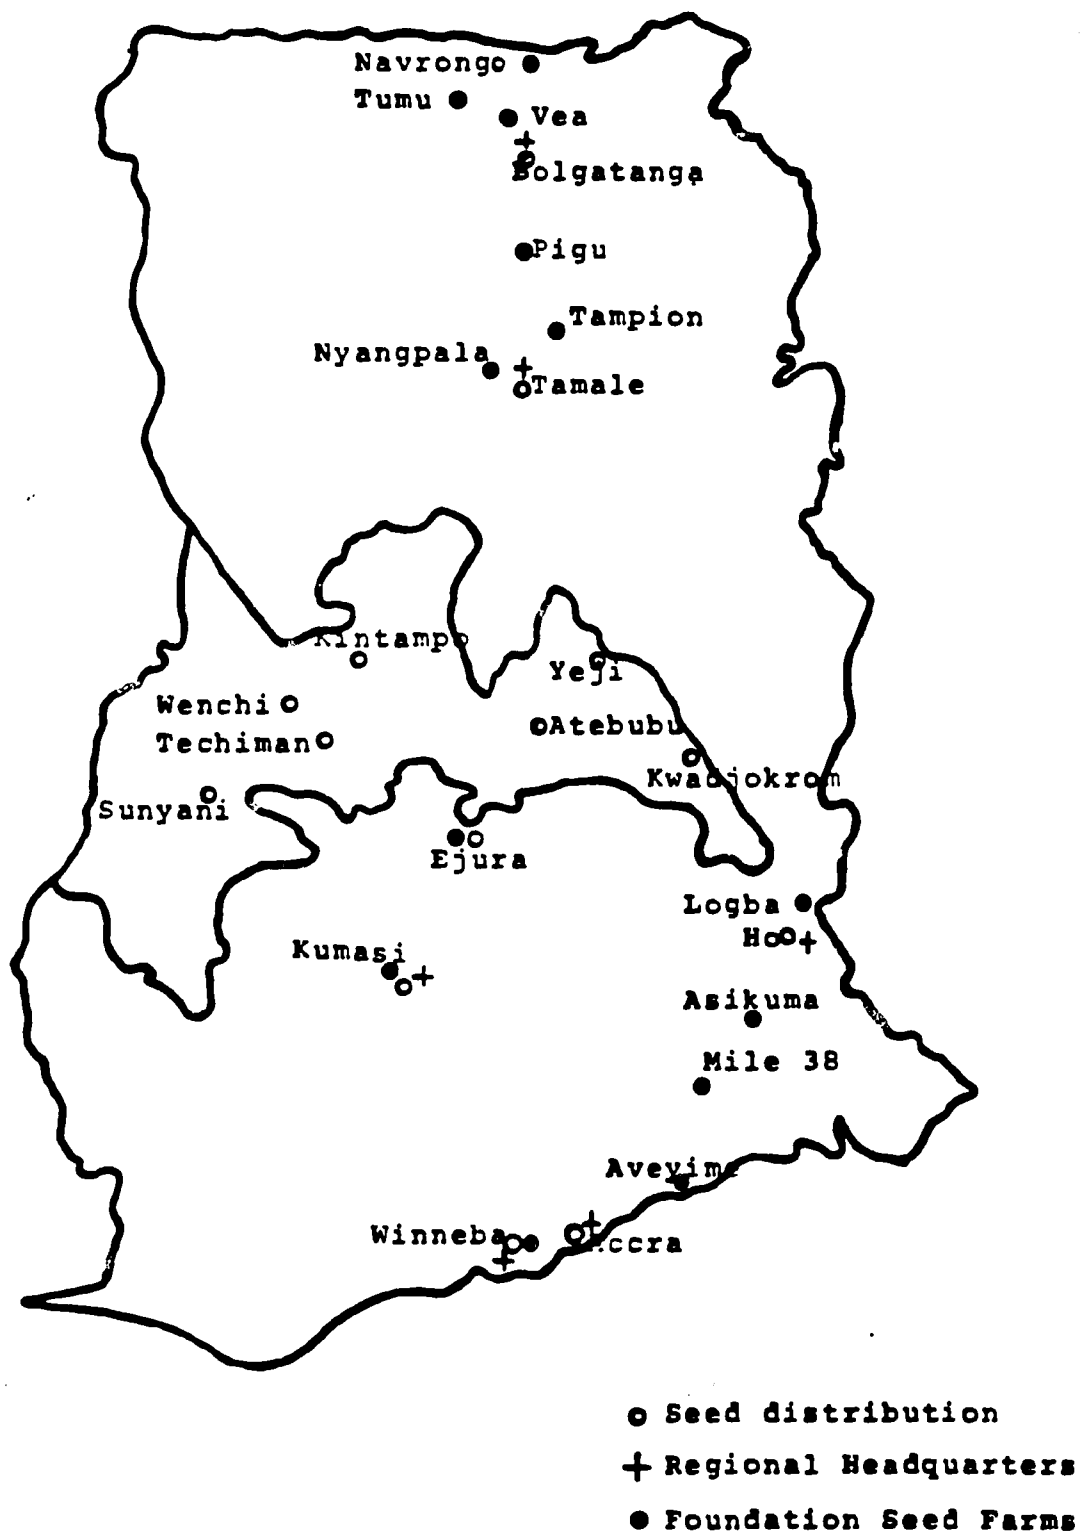 Navrongo
Tumu
Vea
Bolgatanga
Pigu
Tampion
Nyangpala
Tamale
Kintampo
Yeji
Wenchi
Atebubu
Techiman
Kwadjokrom
Sunyani
Ejura
Logba
Ho
Kumasi
Asikuma
Mile 38
Aveyime
Winneba
Accra
Seed distribution
Regional Headquarters
Foundation Seed Farms